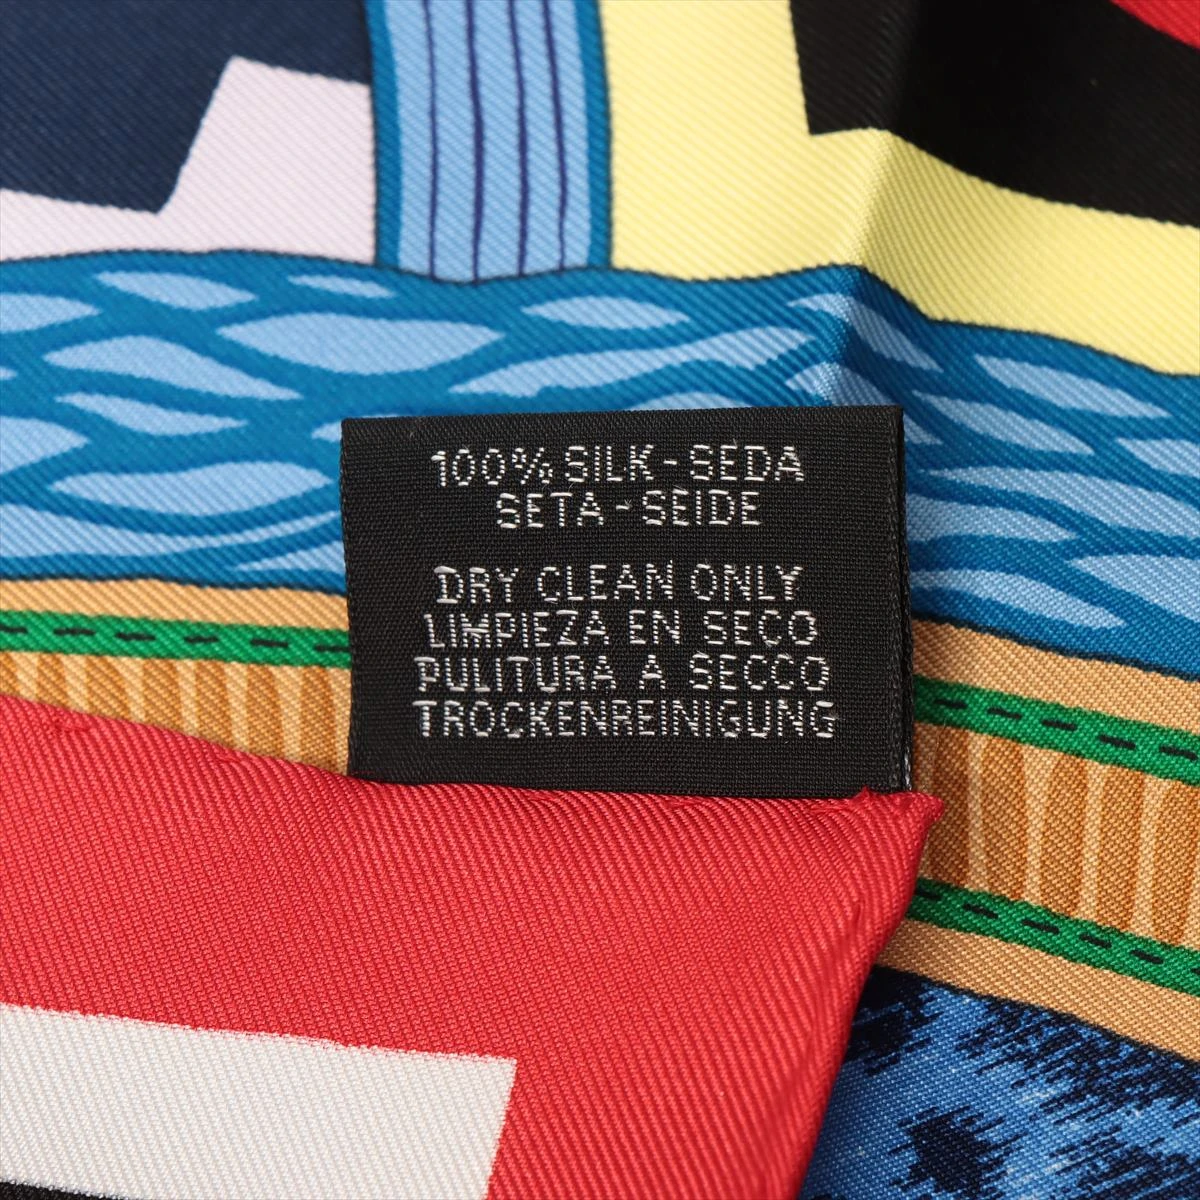 100% SILK - SEDA
SETA - SEIDE
DRY CLEAN ONLY
LIMPIEZA EN SECO
PULITURA A SECCO
TROCKENREINIGUNG